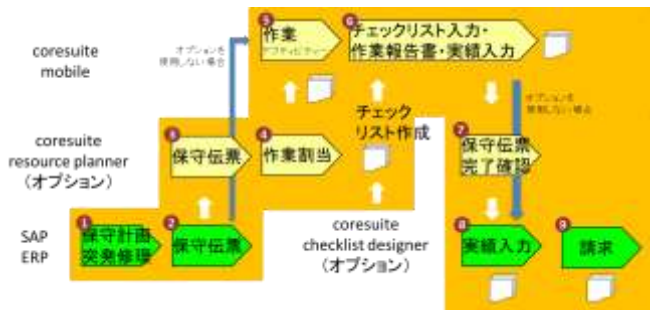 coresuite
mobile
オプションを
使用しない場合
5
作業
アクティビティー
6
チェックリスト入力・
作業報告書・実績入力
オプションを
使用しない場合
coresuite
resource planner
(オプション)
3
保守伝票
4
作業割当
チェック
リスト作成
7
保守伝票
完了確認
SAP
ERP
1
保守計画
突発修理
2
保守伝票
coresuite
checklist designer
(オプション)
8
実績入力
9
請求